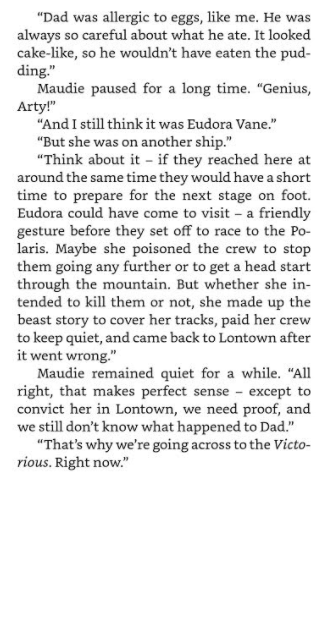 “Dad was allergic to eggs, like me. He was
always so careful about what he ate. It looked
cake-like, so he wouldn’t have eaten the pud-
ding.”
Maudie paused for a long time. “Genius,
Arty!”
“And I still think it was Eudora Vane.”
“But she was on another ship.”
“Think about it – if they reached here at
around the same time they would have a short
time to prepare for the next stage on foot.
Eudora could have come to visit – a friendly
gesture before they set off to race to the Po-
laris. Maybe she poisoned the crew to stop
them going any further or to get a head start
through the mountain. But whether she in-
tended to kill them or not, she made up the
beast story to cover her tracks, paid her crew
to keep quiet, and came back to Lontown after
it went wrong.”
Maudie remained quiet for a while. “All
right, that makes perfect sense – except to
convict her in Lontown, we need proof, and
we still don’t know what happened to Dad.”
“That’s why we’re going across to the Victo-
rious. Right now.”